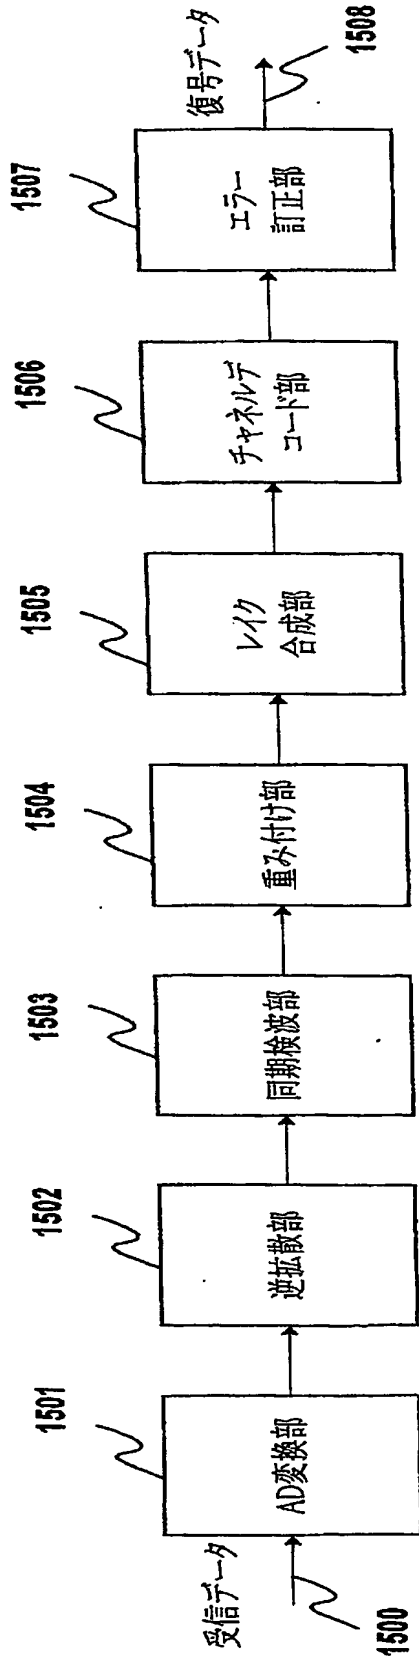 1501
1502
1503
1504
1505
1506
1507
受信データ
1500
AD変換部
逆拡散部
同期検波部
重み付け部
レイク
合成部
チャネルデ
コード部
エラー
訂正部
復号データ
1508